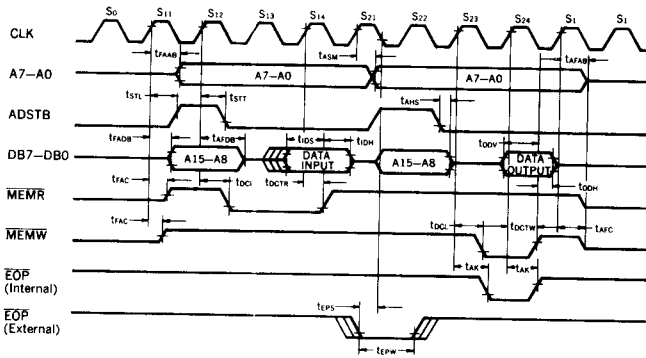 S0 S11 S12 S13 S14 S21 S22 S23 S24 S1 S1
CLK
tFAAB tASM tAFAB
A7–A0 A7–A0 A7–A0
tSTL tSTT tAHS
ADSTB
tFADB tAFDB tIDS tIDH tODV
DB7–DB0 A15–A8 DATA INPUT A15–A8 DATA OUTPUT
tFAC tDCl tDCTR tODH
MEMR
tFAC tDCL tDCTW tAFC
MEMW
tAK tAK
EOP
(Internal)
tEPS
EOP
(External)
tEPW